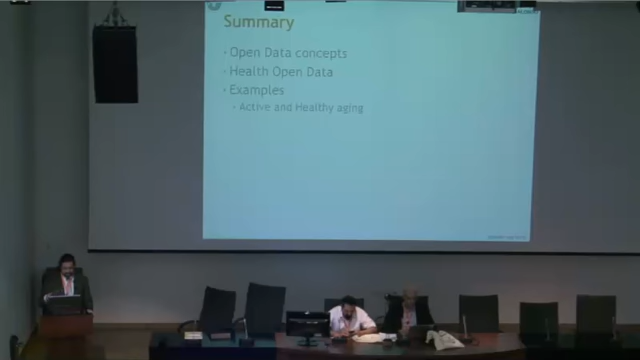 Summary
Open Data concepts
Health Open Data
Examples
Active and Healthy aging